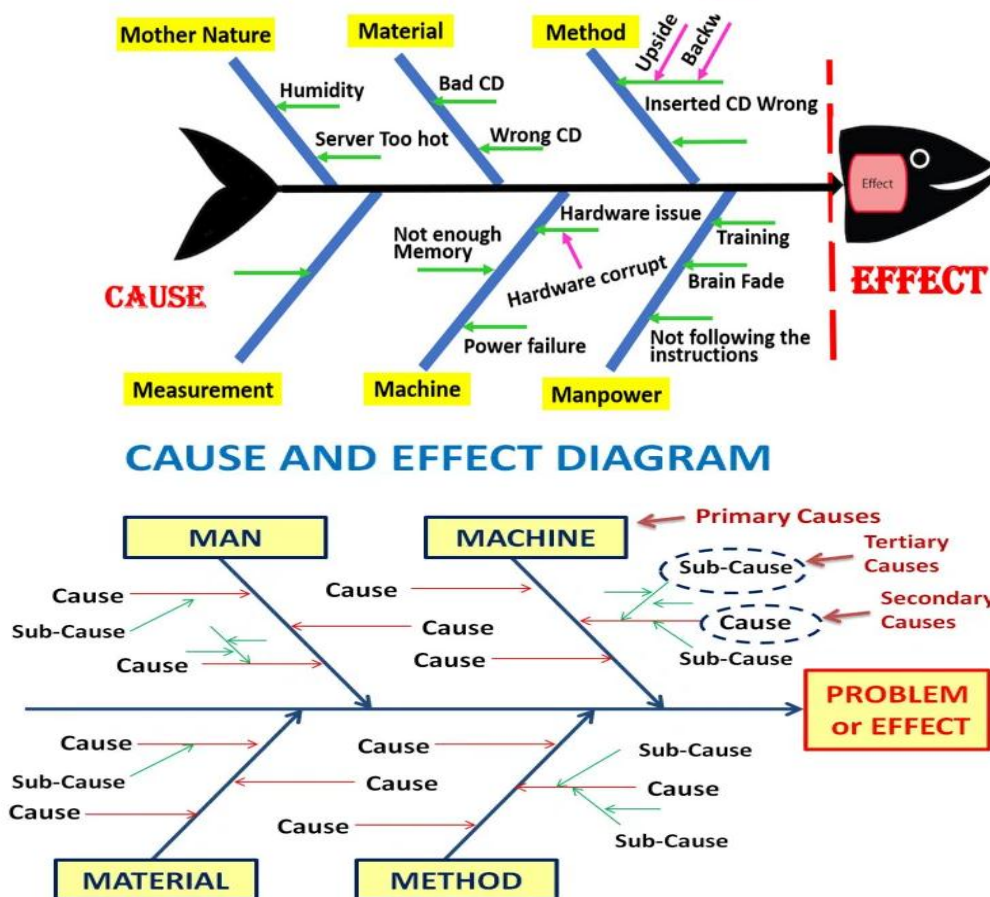 Mother Nature
Material
Method
Upside
Humidity
Bad CD
Inserted CD Wrong
Server Too hot
Wrong CD
Effect
Hardware issue
Not enough
Memory
Training
Hardware corrupt
Brain Fade
CAUSE
EFFECT
Power failure
Not following the
instructions
Measurement
Machine
Manpower
CAUSE AND EFFECT DIAGRAM
MAN
MACHINE
Primary Causes
Tertiary
Causes
Sub-Cause
Cause
Cause
Secondary
Causes
Cause
Sub-Cause
Cause
Cause
Cause
Sub-Cause
PROBLEM
or EFFECT
Cause
Cause
Sub-Cause
Sub-Cause
Cause
Cause
Cause
Cause
Sub-Cause
MATERIAL
METHOD